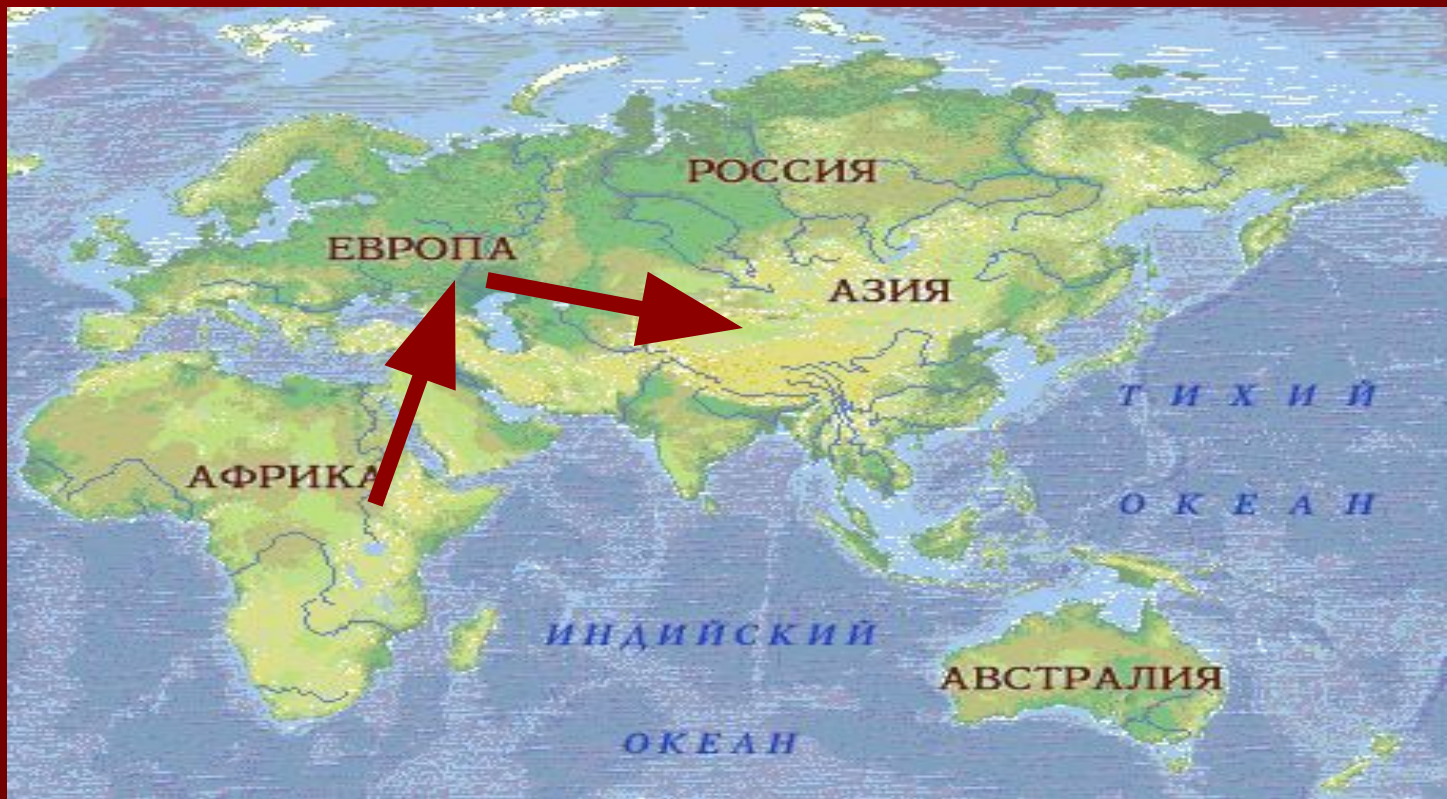 РОССИЯ
ЕВРОПА
АЗИЯ
ТИХИЙ
АФРИКА
ОКЕАН
ИНДИЙСКИЙ
АВСТРАЛИЯ
ОКЕАН